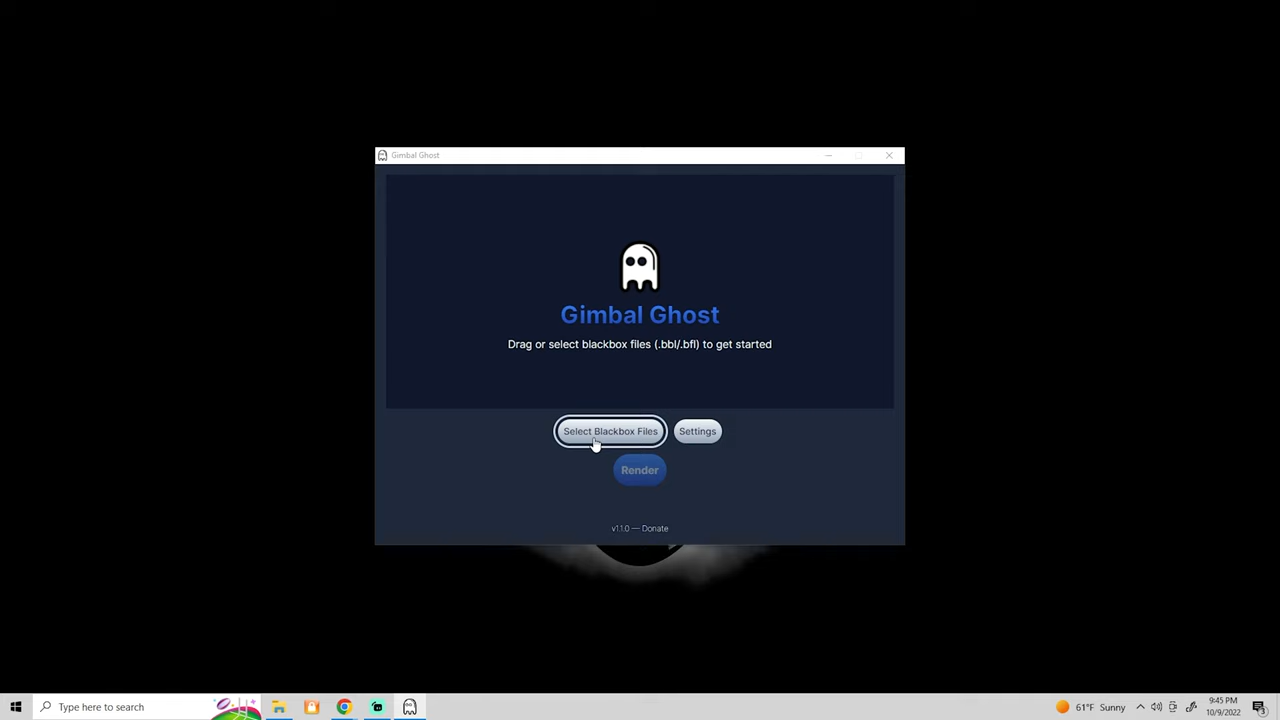 Gimbal Ghost
Gimbal Ghost
Drag or select blackbox files (.bbl/.bfl) to get started
Select Blackbox Files
Settings
Render
v1.1.0 — Donate
Type here to search
61°F Sunny
9:45 PM
10/9/2022